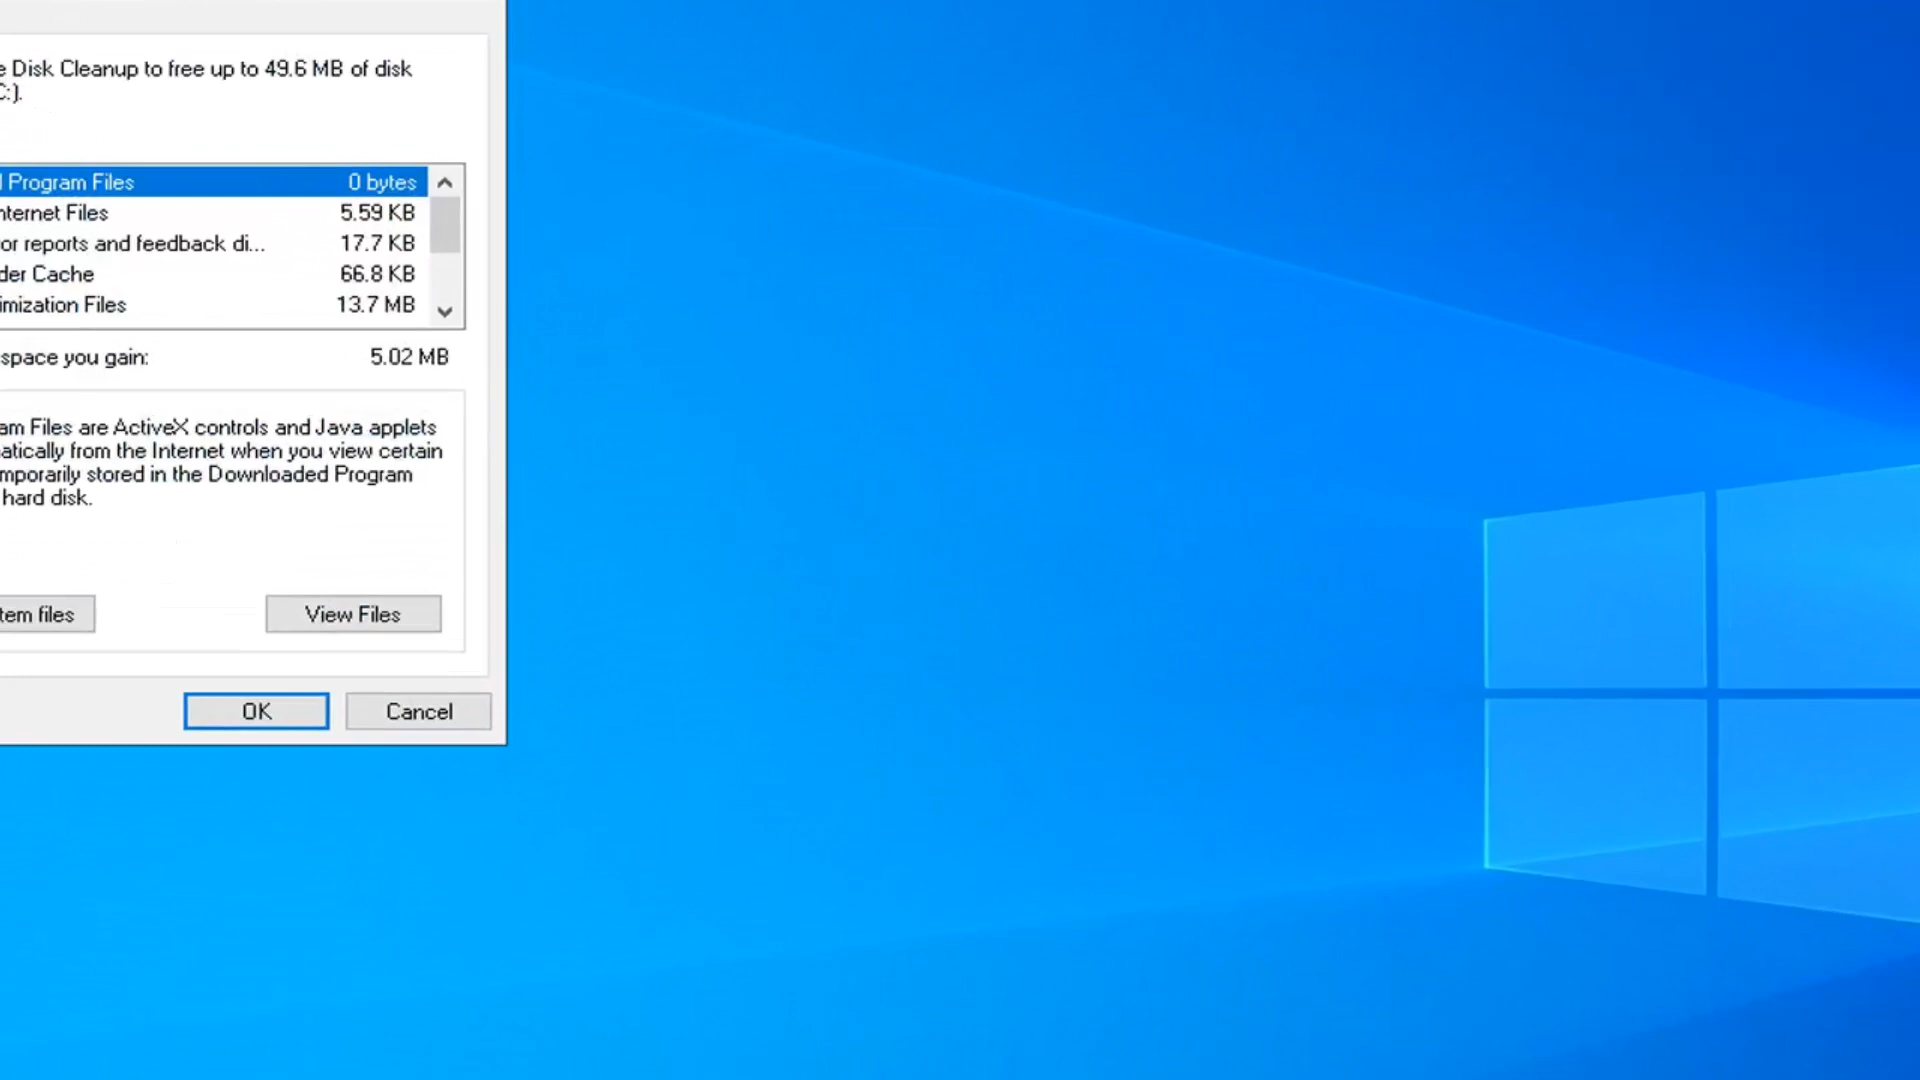 e Disk Cleanup to free up to 49.6 MB of disk
C:).
l Program Files 0 bytes
nternet Files 5.59 KB
or reports and feedback di... 17.7 KB
der Cache 66.8 KB
imization Files 13.7 MB
space you gain: 5.02 MB
am Files are ActiveX controls and Java applets
atically from the Internet when you view certain
mporarily stored in the Downloaded Program
hard disk.
tem files View Files
OK Cancel